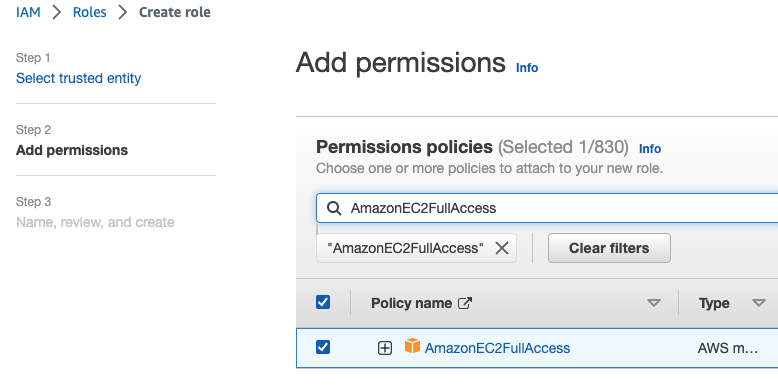 IAM > Roles > Create role
Step 1
Select trusted entity
Step 2
Add permissions
Step 3
Name, review, and create
Add permissions Info
Permissions policies (Selected 1/830) Info
Choose one or more policies to attach to your new role.
AmazonEC2FullAccess
"AmazonEC2FullAccess" Clear filters
Policy name Type
AmazonEC2FullAccess AWS m...